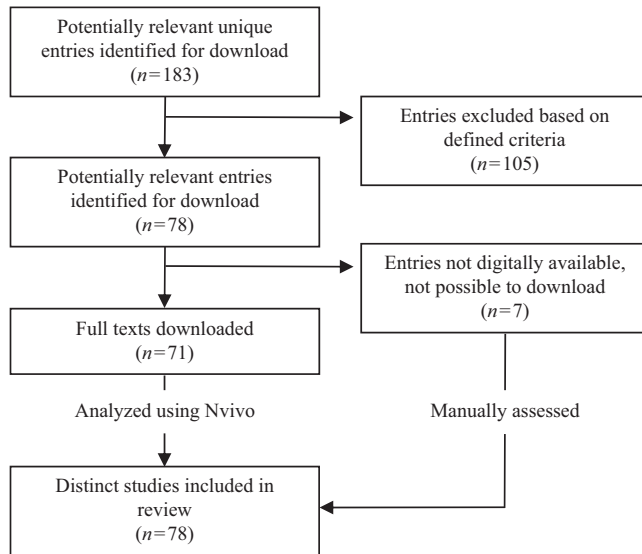 Potentially relevant unique
entries identified for download
(n=183)
Entries excluded based on
defined criteria
(n=105)
Potentially relevant entries
identified for download
(n=78)
Entries not digitally available,
not possible to download
(n=7)
Full texts downloaded
(n=71)
Analyzed using Nvivo
Manually assessed
Distinct studies included in
review
(n=78)